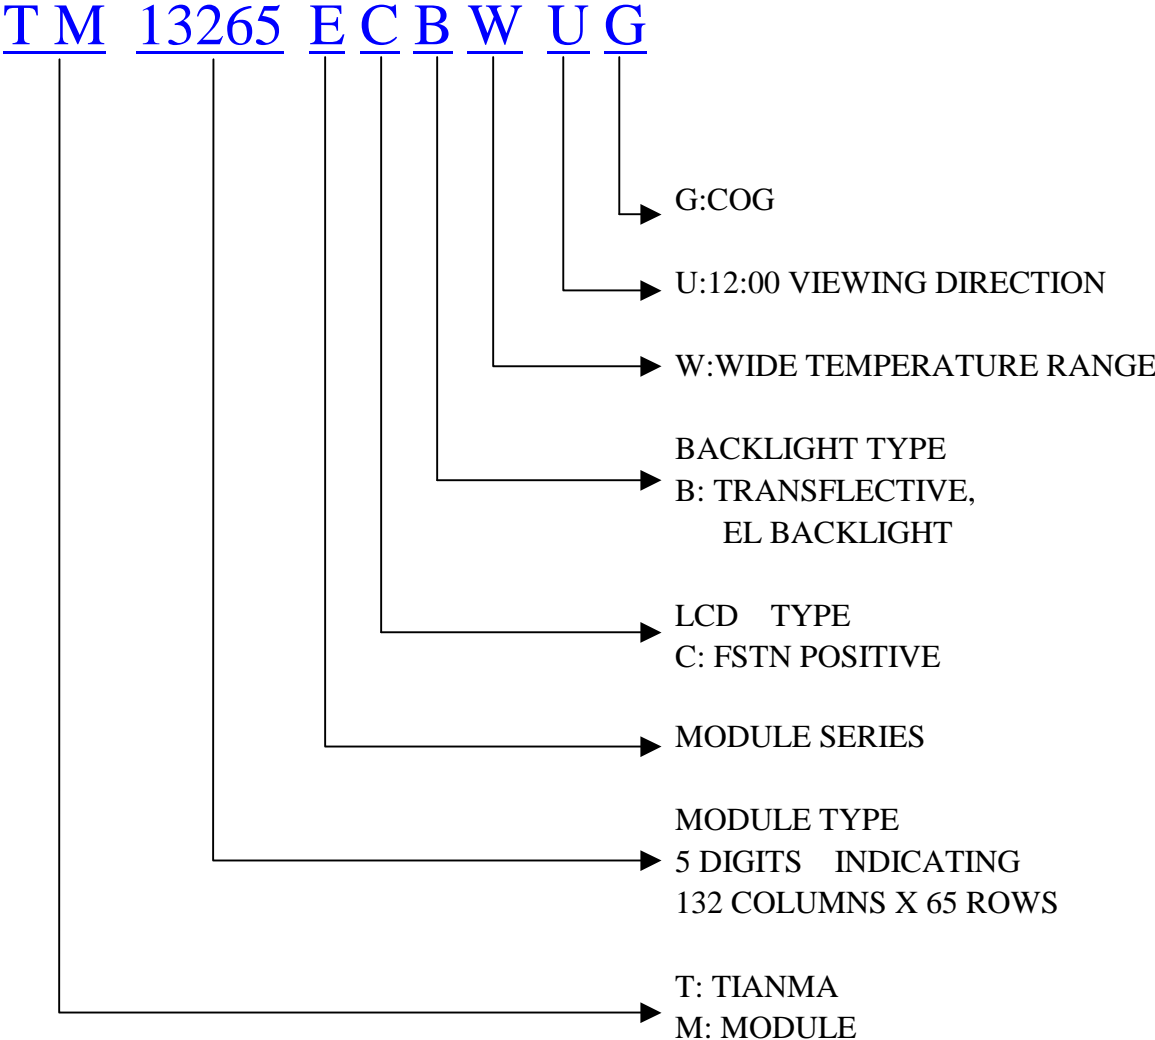 T M 13265 E C B W U G
G:COG
U:12:00 VIEWING DIRECTION
W:WIDE TEMPERATURE RANGE
BACKLIGHT TYPE
B: TRANSFLECTIVE,
EL BACKLIGHT
LCD TYPE
C: FSTN POSITIVE
MODULE SERIES
MODULE TYPE
5 DIGITS INDICATING
132 COLUMNS X 65 ROWS
T: TIANMA
M: MODULE